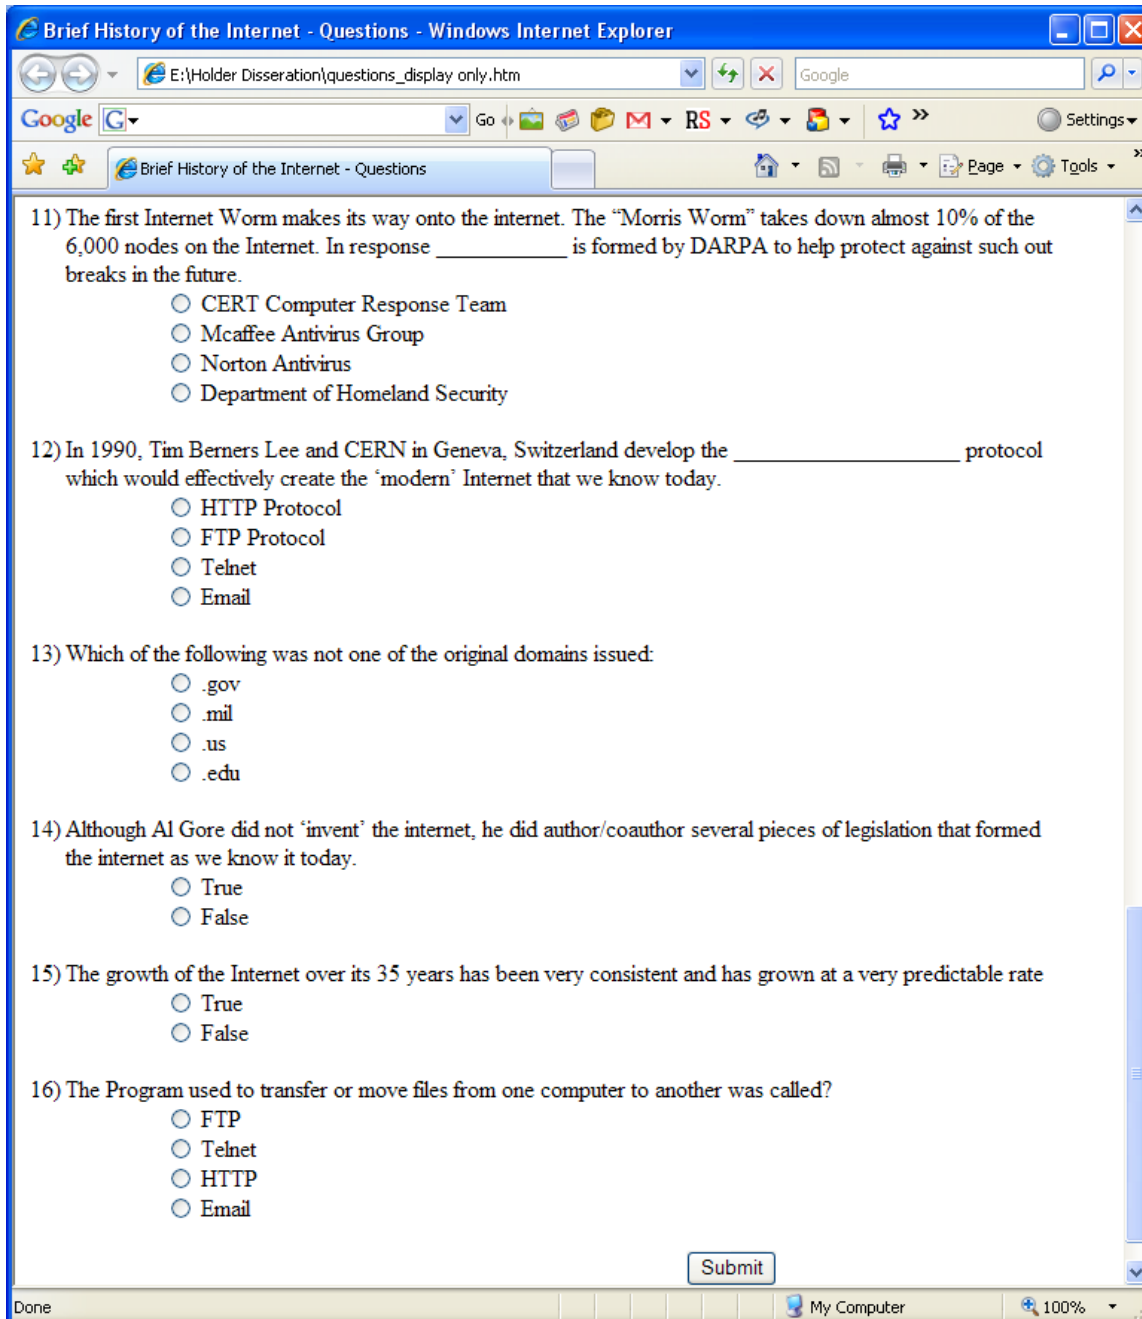 Brief History of the Internet - Questions - Windows Internet Explorer
E:\Holder Disseration\questions_display only.htm
Google
Google G Go RS Settings
Brief History of the Internet - Questions Page Tools
11) The first Internet Worm makes its way onto the internet. The “Morris Worm” takes down almost 10% of the
6,000 nodes on the Internet. In response ____________ is formed by DARPA to help protect against such out
breaks in the future.
CERT Computer Response Team
Mcaffee Antivirus Group
Norton Antivirus
Department of Homeland Security
12) In 1990, Tim Berners Lee and CERN in Geneva, Switzerland develop the _____________________ protocol
which would effectively create the ‘modern’ Internet that we know today.
HTTP Protocol
FTP Protocol
Telnet
Email
13) Which of the following was not one of the original domains issued:
.gov
.mil
.us
.edu
14) Although Al Gore did not ‘invent’ the internet, he did author/coauthor several pieces of legislation that formed
the internet as we know it today.
True
False
15) The growth of the Internet over its 35 years has been very consistent and has grown at a very predictable rate
True
False
16) The Program used to transfer or move files from one computer to another was called?
FTP
Telnet
HTTP
Email
Submit
Done My Computer 100%